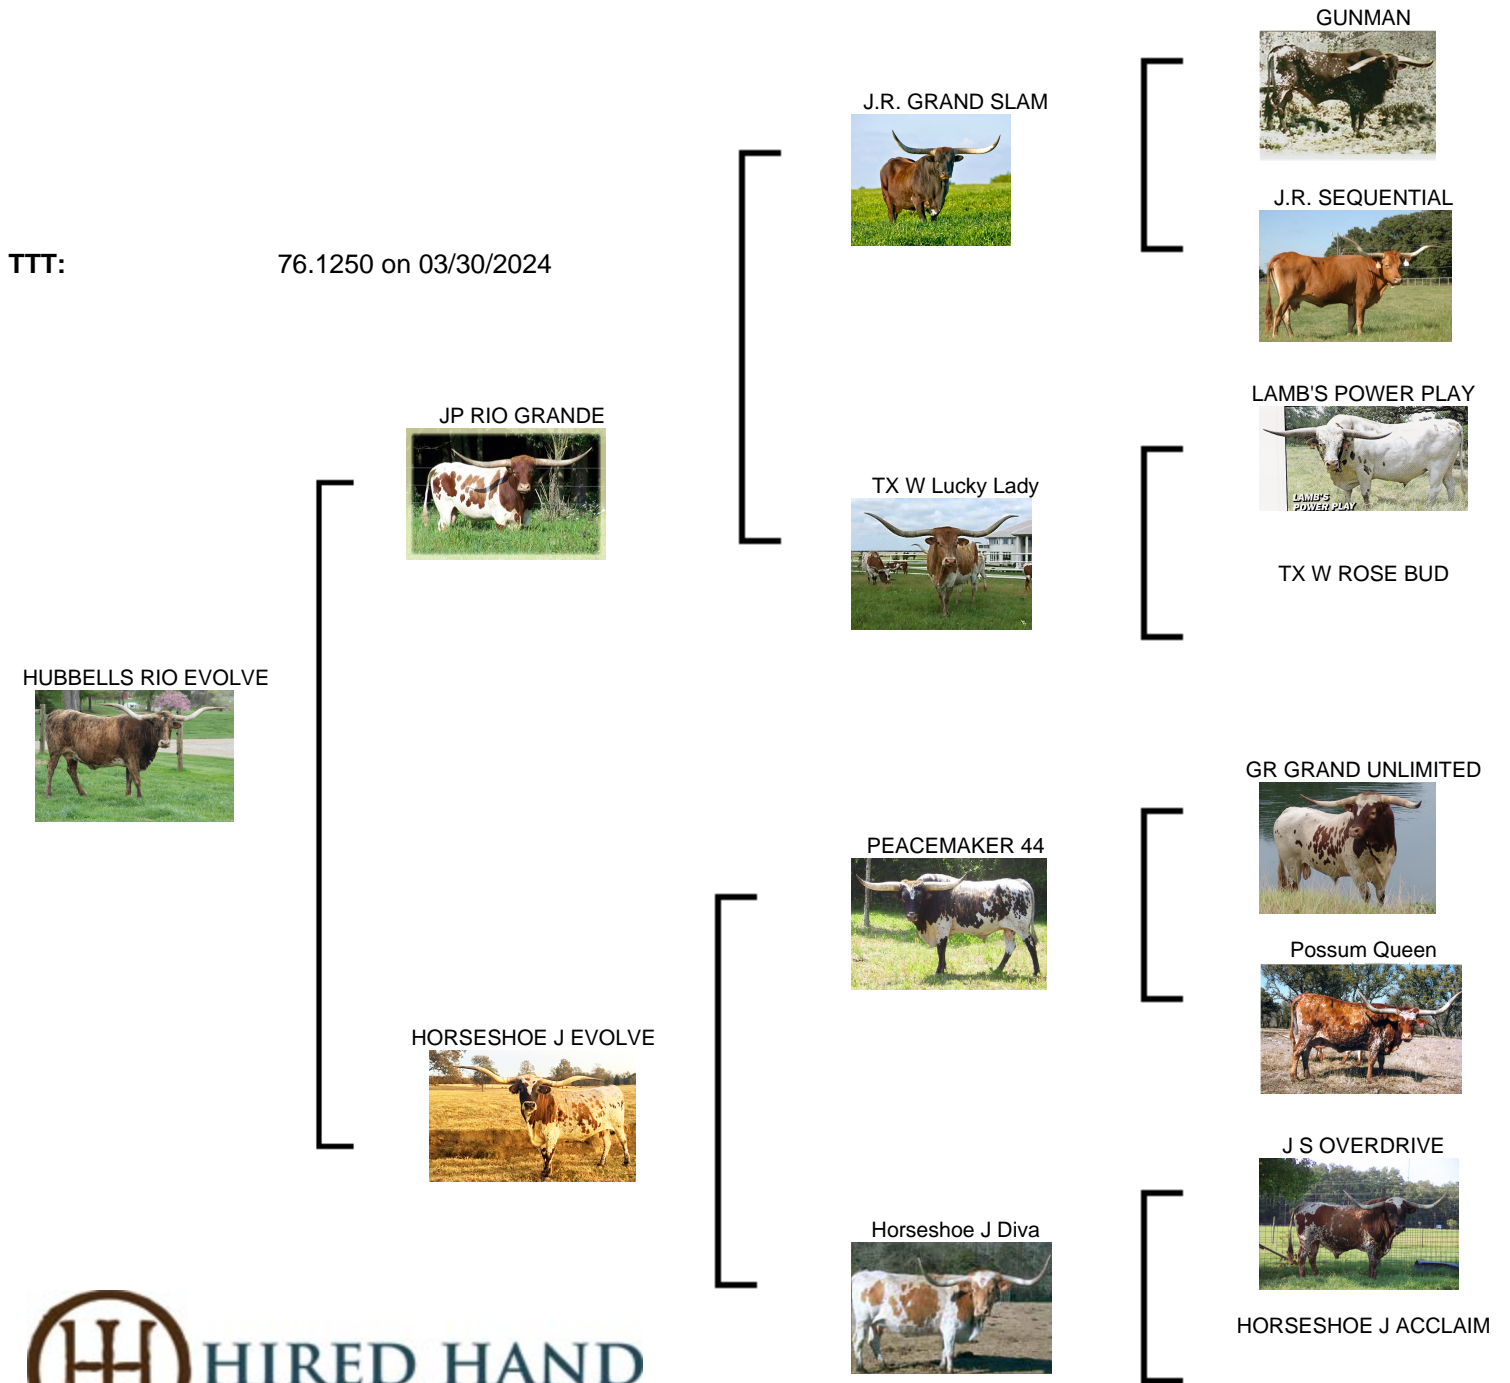 GUNMAN
J.R. GRAND SLAM
J.R. SEQUENTIAL
TTT: 76.1250 on 03/30/2024
LAMB'S POWER PLAY
JP RIO GRANDE
TX W Lucky Lady
LAMB'S
POWER PLAY
TX W ROSE BUD
HUBBELLS RIO EVOLVE
GR GRAND UNLIMITED
PEACEMAKER 44
Possum Queen
HORSESHOE J EVOLVE
J S OVERDRIVE
Horseshoe J Diva
HORSESHOE J ACCLAIM
HIRED HAND